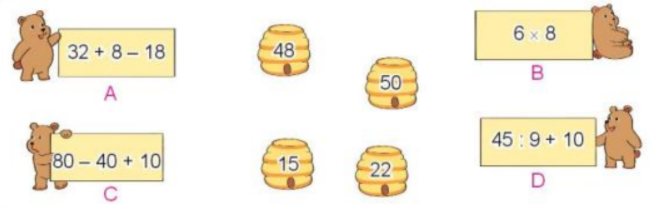 32 + 8 – 18
A
48
50
6 × 8
B
80 – 40 + 10
C
15
22
45 : 9 + 10
D